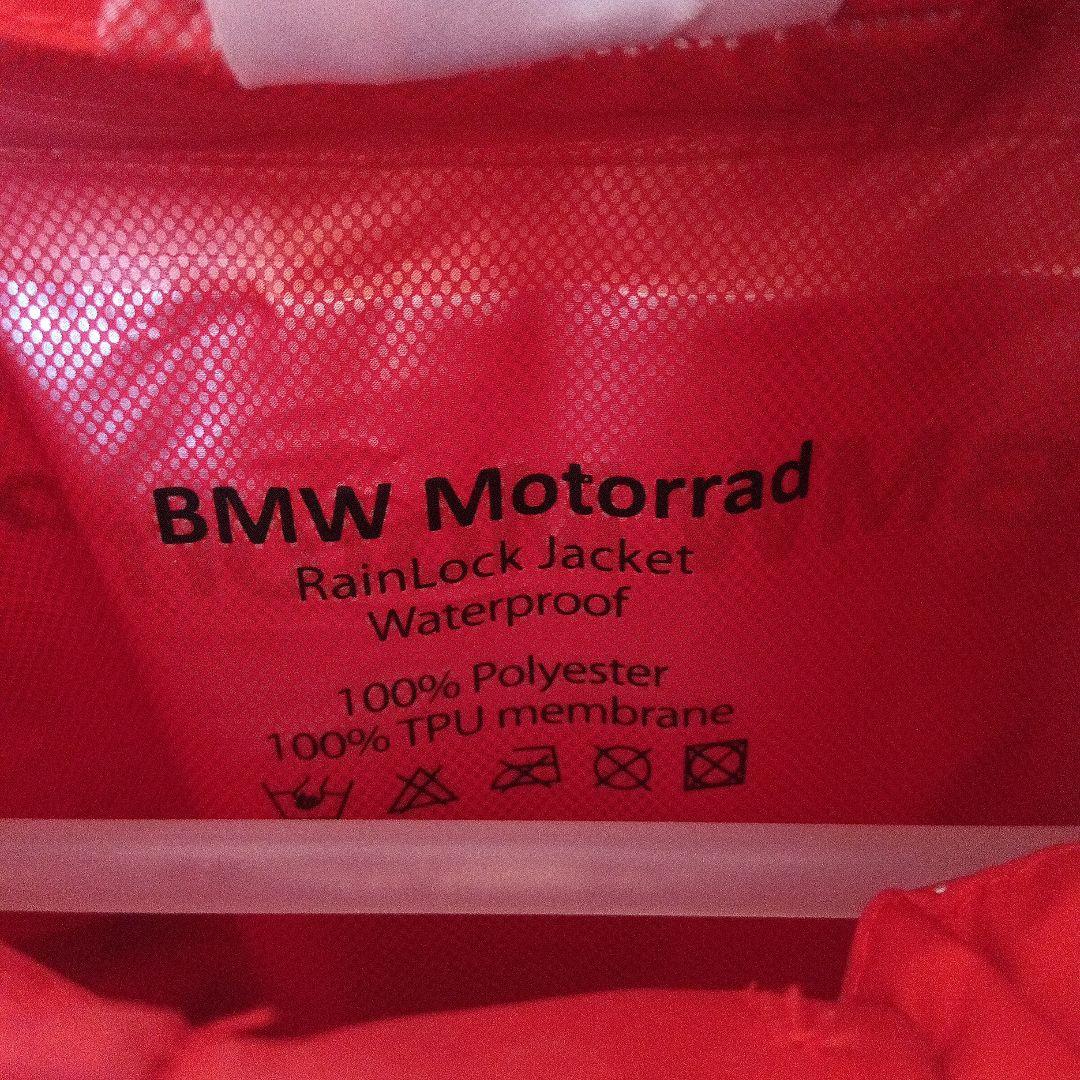 BMW Motorrad
RainLock Jacket
Waterproof
100% Polyester
100% TPU membrane